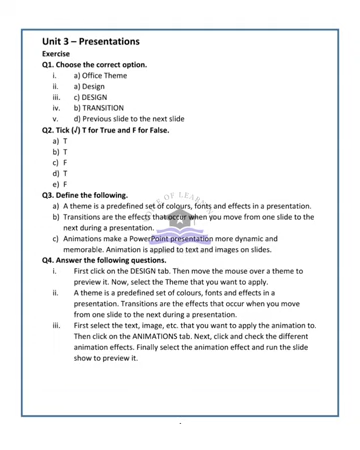 Unit 3 – Presentations
Exercise
Q1. Choose the correct option.
i. a) Office Theme
ii. a) Design
iii. c) DESIGN
iv. b) TRANSITION
v. d) Previous slide to the next slide
Q2. Tick (√) T for True and F for False.
a) T
b) T
c) F
d) T
e) F
Q3. Define the following.
a) A theme is a predefined set of colours, fonts and effects in a presentation.
b) Transitions are the effects that occur when you move from one slide to the
next during a presentation.
c) Animations make a PowerPoint presentation more dynamic and
memorable. Animation is applied to text and images on slides.
Q4. Answer the following questions.
i. First click on the DESIGN tab. Then move the mouse over a theme to
preview it. Now, select the Theme that you want to apply.
ii. A theme is a predefined set of colours, fonts and effects in a
presentation. Transitions are the effects that occur when you move
from one slide to the next during a presentation.
iii. First select the text, image, etc. that you want to apply the animation to.
Then click on the ANIMATIONS tab. Next, click and check the different
animation effects. Finally select the animation effect and run the slide
show to preview it.